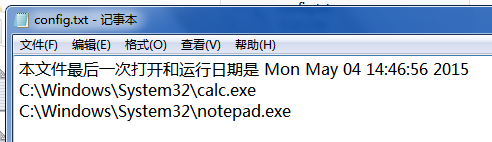 config.txt - 记事本
文件(F) 编辑(E) 格式(O) 查看(V) 帮助(H)
本文件最后一次打开和运行日期是 Mon May 04 14:46:56 2015
C:\Windows\System32\calc.exe
C:\Windows\System32\notepad.exe